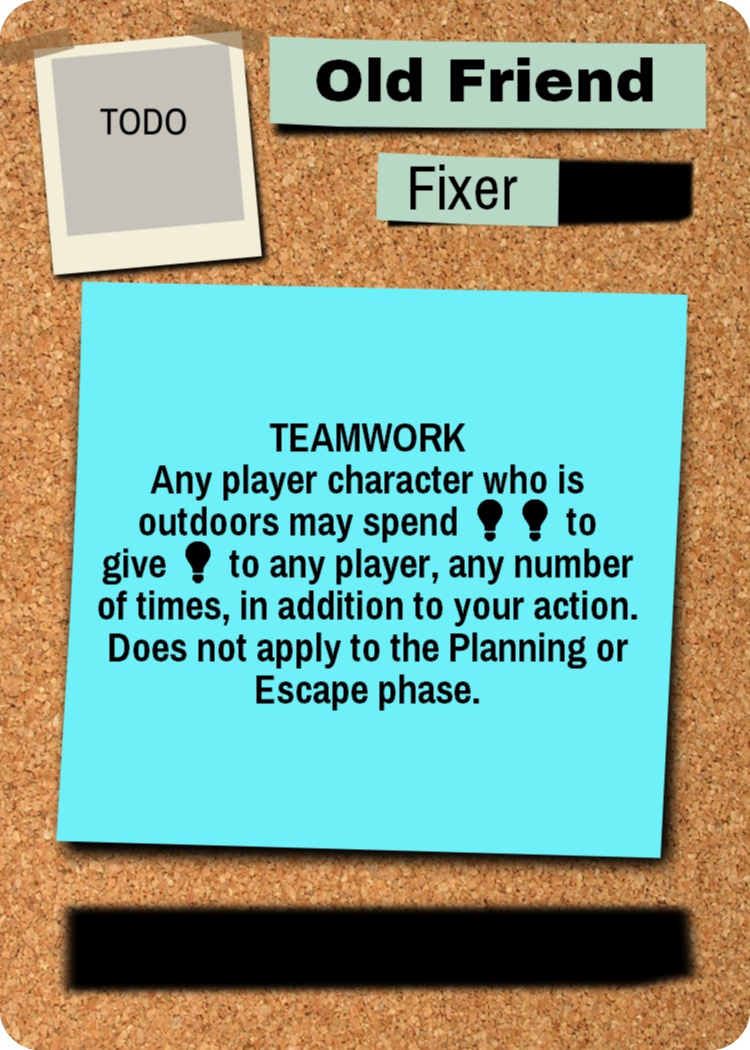 Old Friend
TODO
Fixer
TEAMWORK
Any player character who is
outdoors may spend to
give to any player, any number
of times, in addition to your action.
Does not apply to the Planning or
Escape phase.